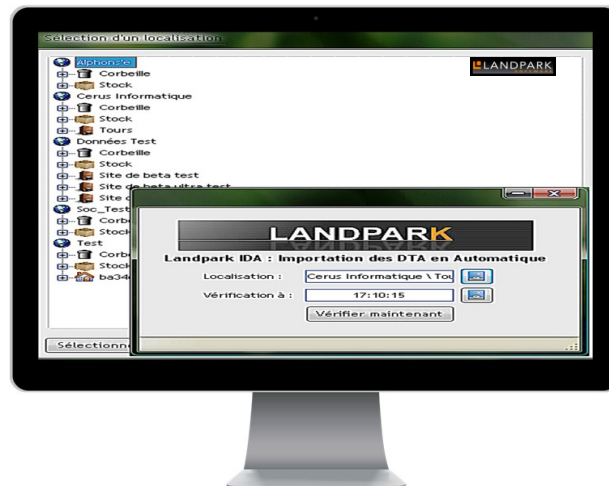 Sélection d'un localisation
Alphons'e
LANDPARK
Corbeille
Stock
Cerus Informatique
Corbeille
Stock
Tours
Données Test
Corbeille
Stock
Site de beta test
Site de beta ultra test
Site
Soc_Test
Test
LANDPARK
Landpark IDA : Importation des DTA en Automatique
Localisation :
Cerus Informatique \
Vérification à :
17:10:15
Vérifier maintenant